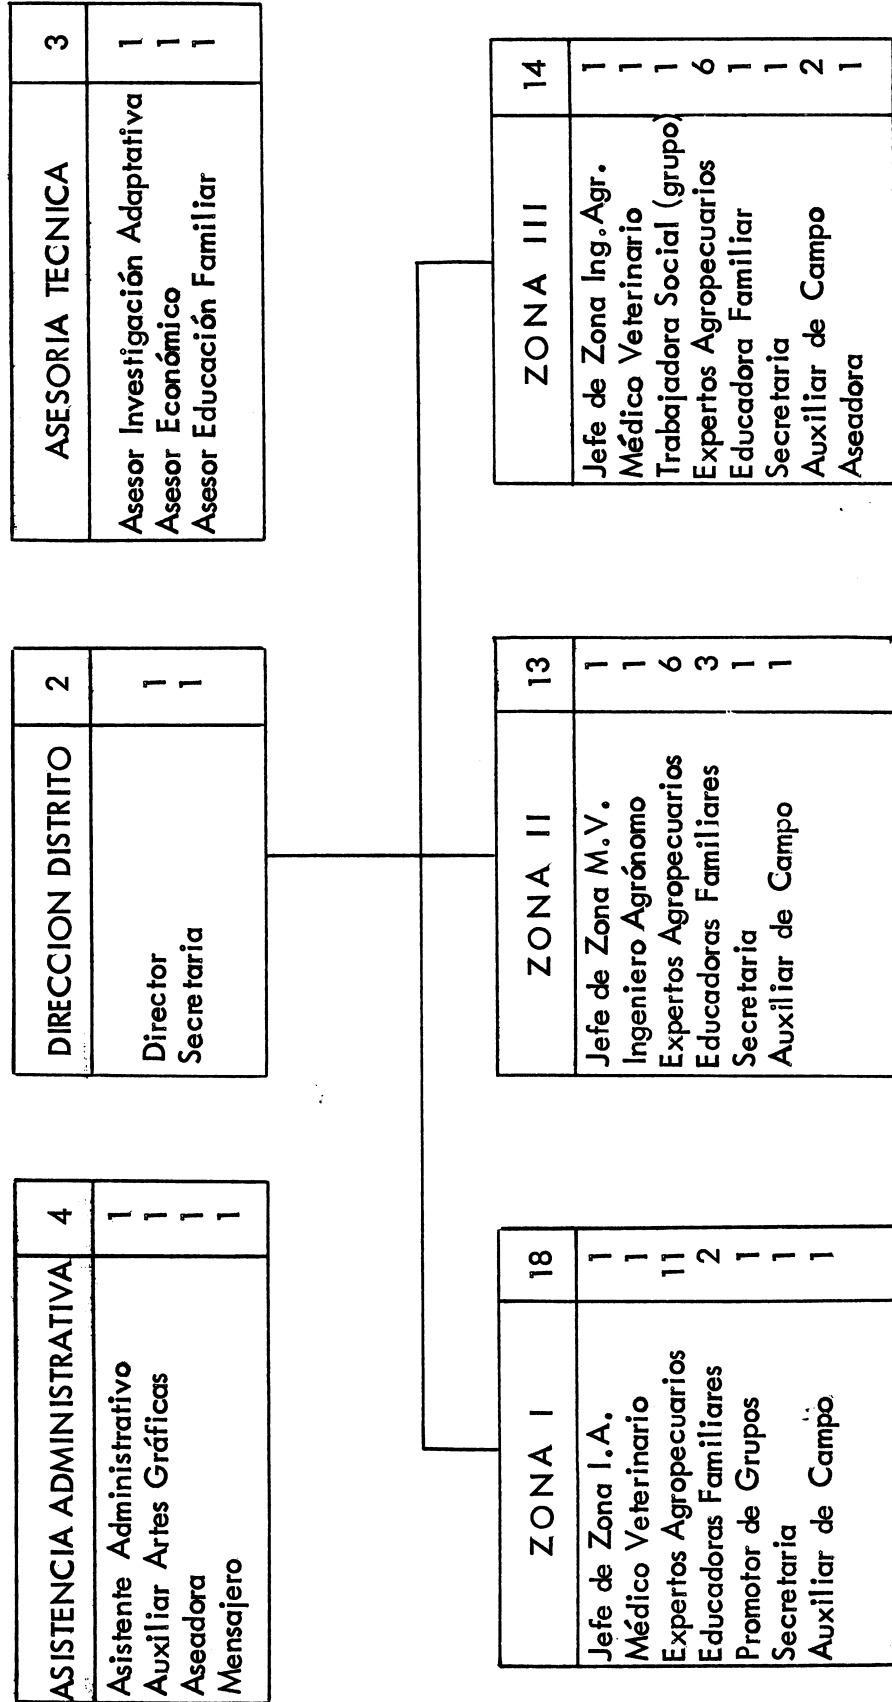 ASISTENCIA ADMINISTRATIVA 4
Asistente Administrativo 1
Auxiliar Artes Gráficas 1
Aseadora 1
Mensajero 1
DIRECCION DISTRITO 2
Director 1
Secretaria 1
ASESORIA TECNICA 3
Asesor Investigación Adaptativa 1
Asesor Económico 1
Asesor Educación Familiar 1
ZONA I 18
Jefe de Zona I.A. 1
Médico Veterinario 1
Expertos Agropecuarios 11
Educadoras Familiares 2
Promotor de Grupos 1
Secretaria 1
Auxiliar de Campo 1
ZONA II 13
Jefe de Zona M.V. 1
Ingeniero Agrónomo 1
Expertos Agropecuarios 6
Educadoras Familiares 3
Secretaria 1
Auxiliar de Campo 1
ZONA III 14
Jefe de Zona Ing.Agr. 1
Médico Veterinario 1
Trabajadora Social (grupo) 1
Expertos Agropecuarios 6
Educadora Familiar 1
Secretaria 1
Auxiliar de Campo 2
Aseadora 1